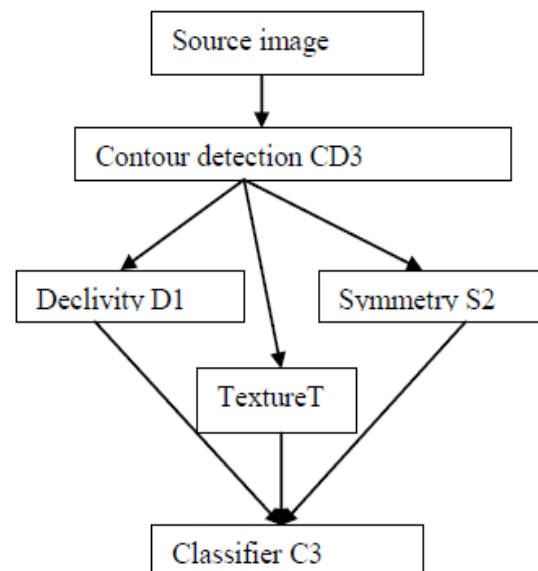 Source image
Contour detection CD3
Declivity D1
Symmetry S2
TextureT
Classifier C3